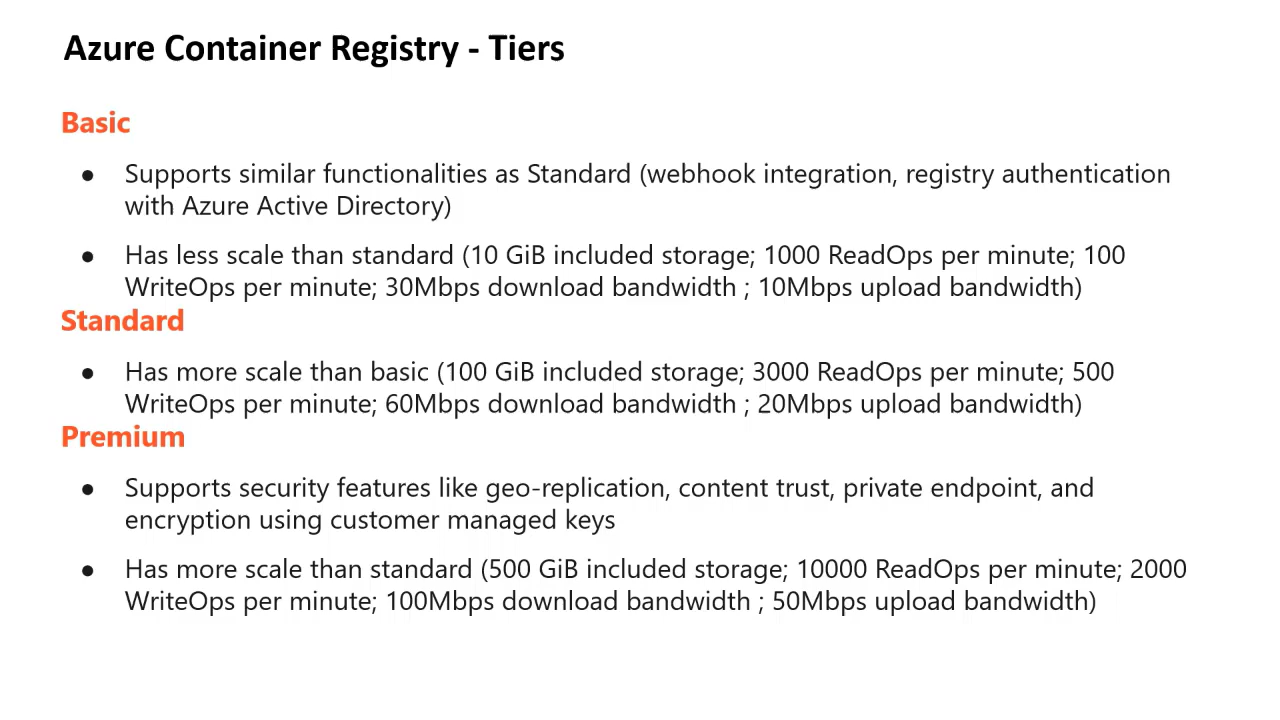 Azure Container Registry - Tiers
Basic
● Supports similar functionalities as Standard (webhook integration, registry authentication
with Azure Active Directory)
● Has less scale than standard (10 GiB included storage; 1000 ReadOps per minute; 100
WriteOps per minute; 30Mbps download bandwidth ; 10Mbps upload bandwidth)
Standard
● Has more scale than basic (100 GiB included storage; 3000 ReadOps per minute; 500
WriteOps per minute; 60Mbps download bandwidth ; 20Mbps upload bandwidth)
Premium
● Supports security features like geo-replication, content trust, private endpoint, and
encryption using customer managed keys
● Has more scale than standard (500 GiB included storage; 10000 ReadOps per minute; 2000
WriteOps per minute; 100Mbps download bandwidth ; 50Mbps upload bandwidth)